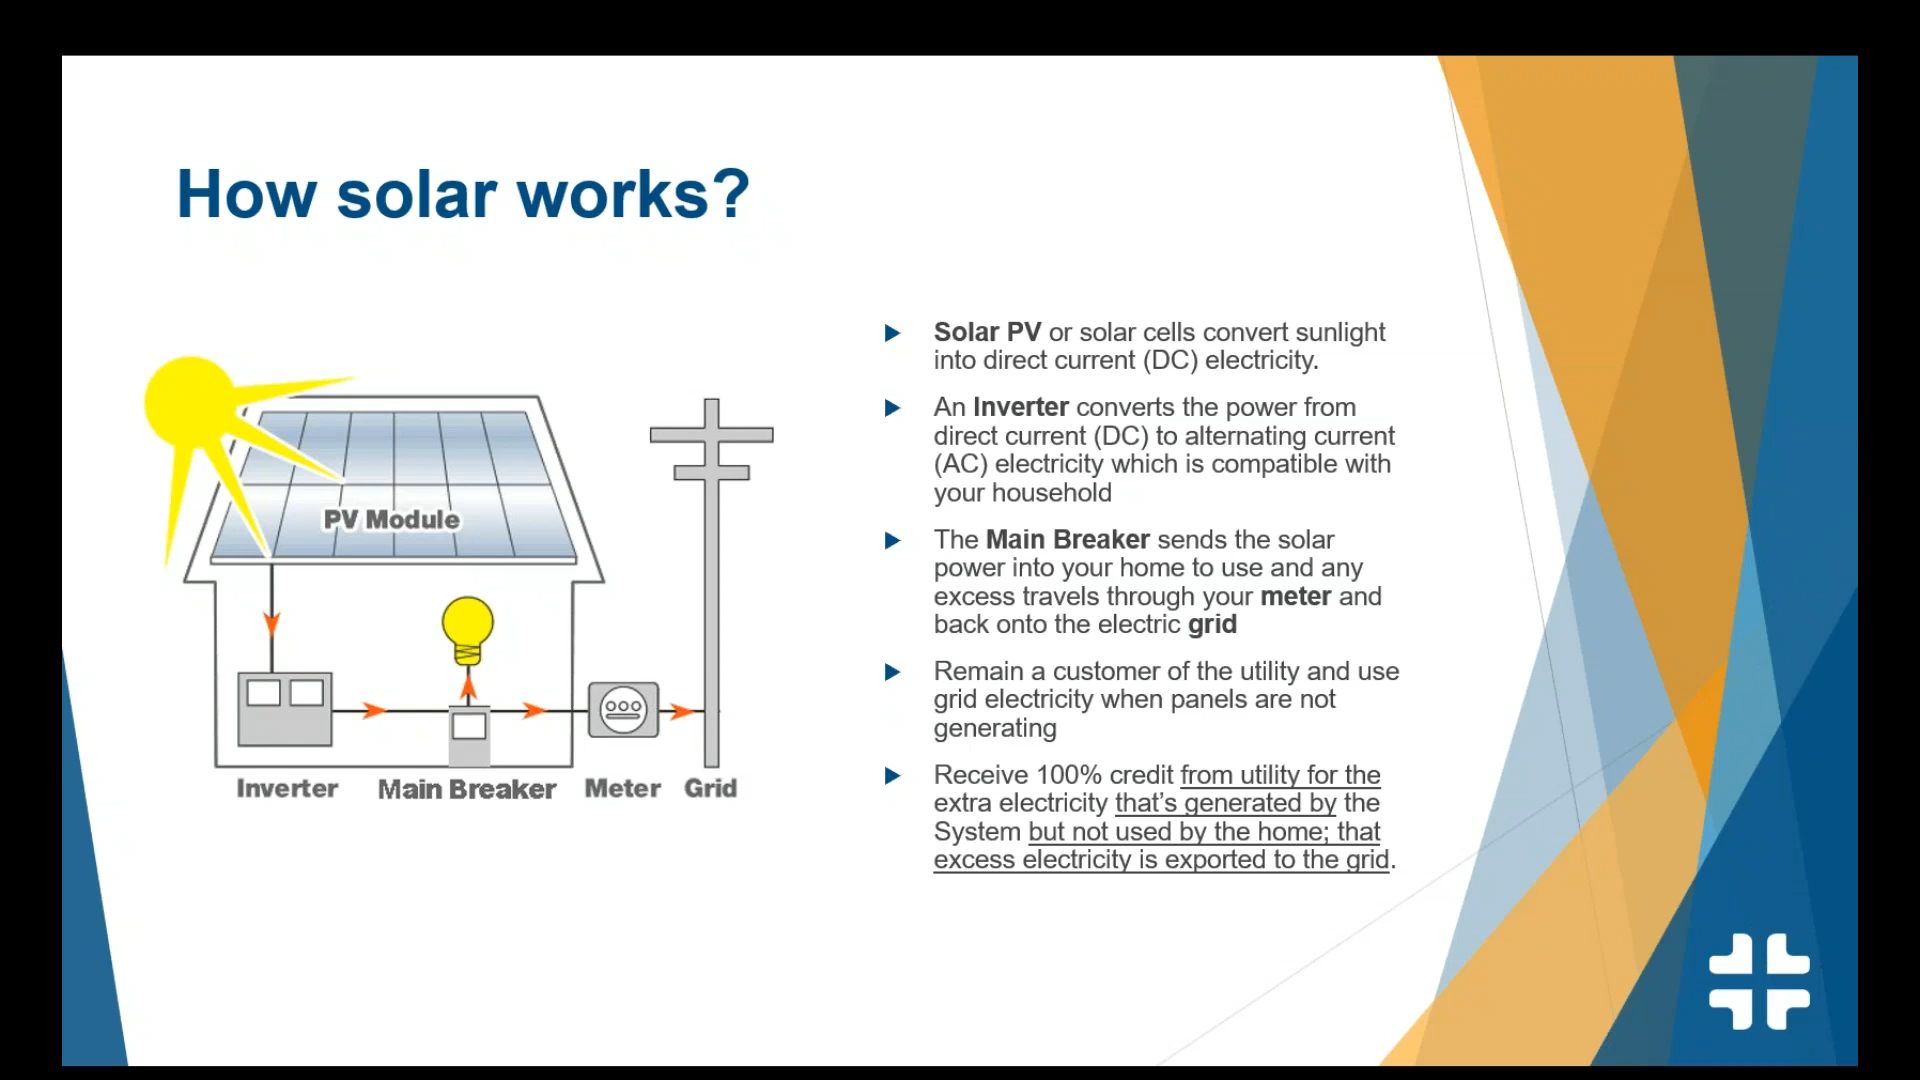 How solar works?
PV Module
Inverter
Main Breaker
Meter
Grid
Solar PV or solar cells convert sunlight
into direct current (DC) electricity.
An Inverter converts the power from
direct current (DC) to alternating current
(AC) electricity which is compatible with
your household
The Main Breaker sends the solar
power into your home to use and any
excess travels through your meter and
back onto the electric grid
Remain a customer of the utility and use
grid electricity when panels are not
generating
Receive 100% credit from utility for the
extra electricity that’s generated by the
System but not used by the home; that
excess electricity is exported to the grid.